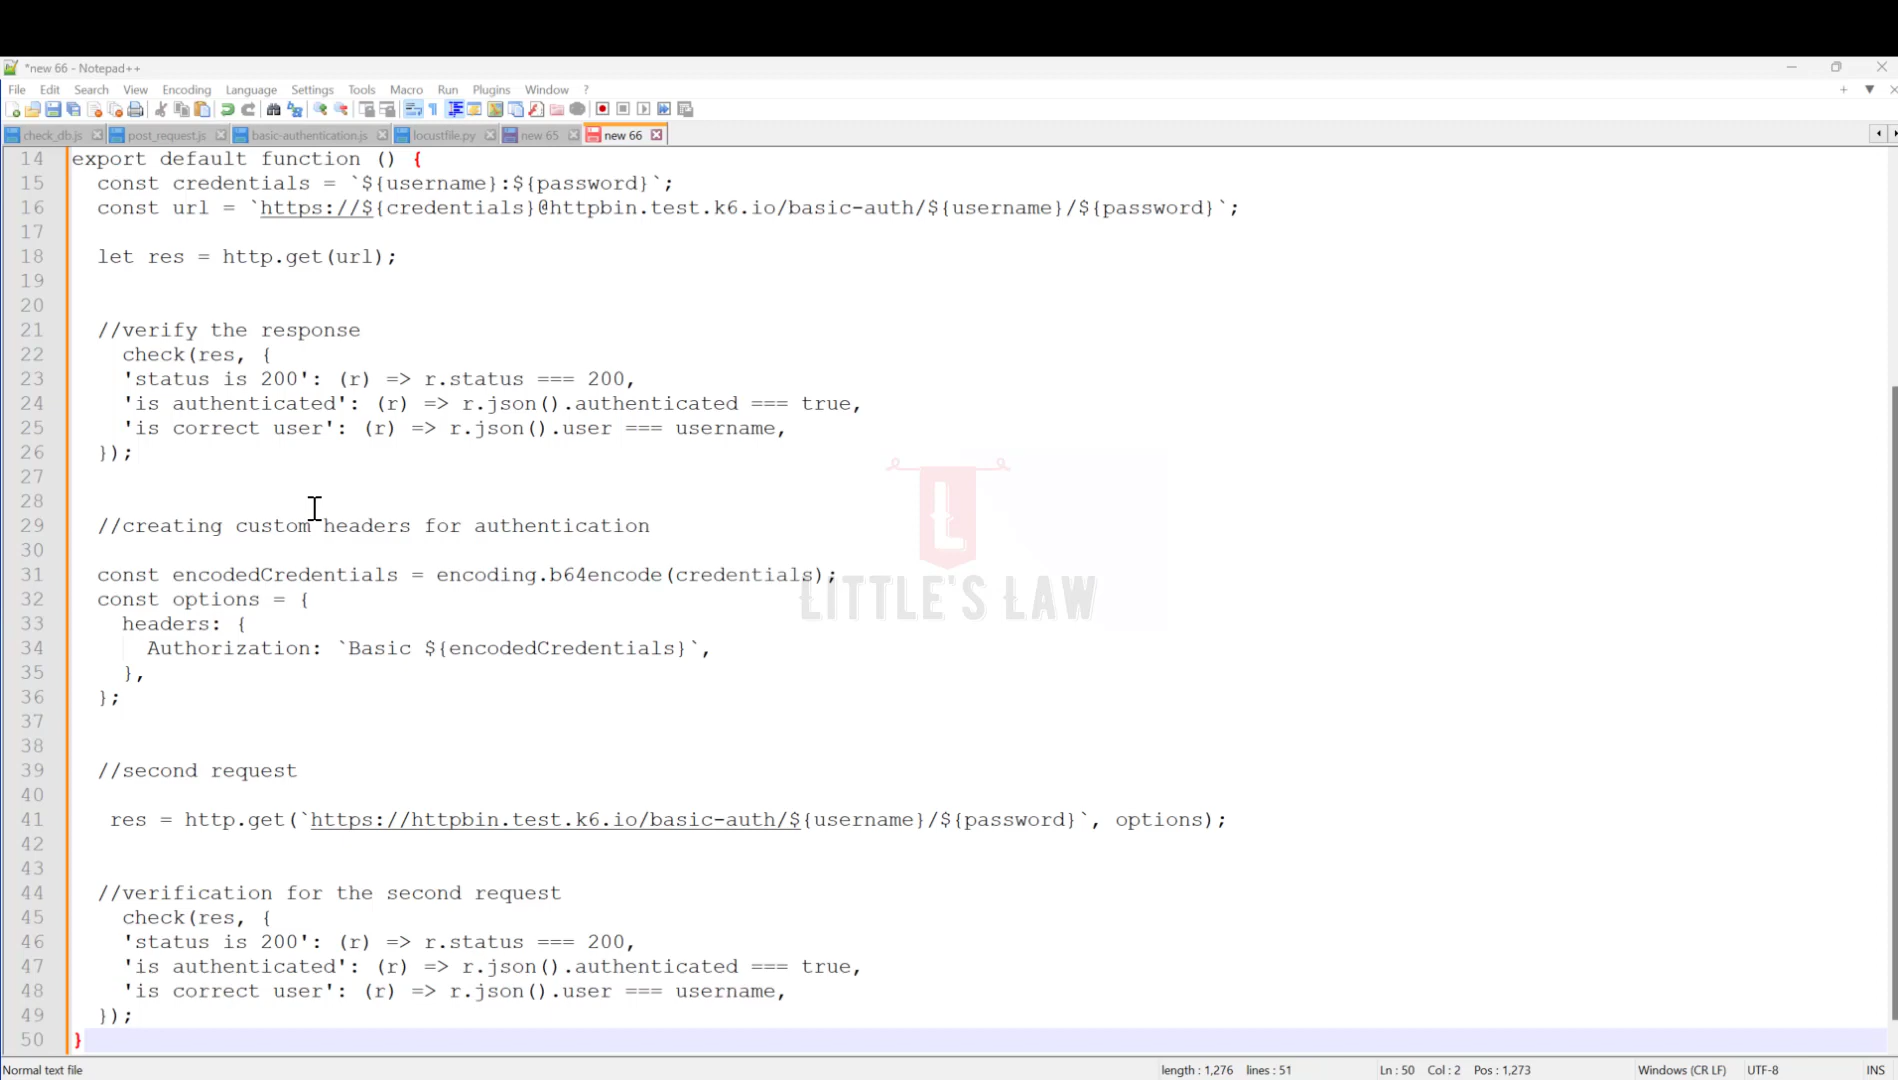 *new 66 - Notepad++
File Edit Search View Encoding Language Settings Tools Macro Run Plugins Window ?
check_db.js post_request.js basic-authentication.js locustfile.py new 65 new 66
14 export default function () {
15 const credentials = `${username}:${password}`;
16 const url = `https://${credentials}@httpbin.test.k6.io/basic-auth/${username}/${password}`;
17
18 let res = http.get(url);
19
20
21 //verify the response
22 check(res, {
23 'status is 200': (r) => r.status === 200,
24 'is authenticated': (r) => r.json().authenticated === true,
25 'is correct user': (r) => r.json().user === username,
26 });
27
28
29 //creating custom headers for authentication
30
31 const encodedCredentials = encoding.b64encode(credentials);
32 const options = {
33 headers: {
34 Authorization: `Basic ${encodedCredentials}`,
35 },
36 };
37
38
39 //second request
40
41 res = http.get(`https://httpbin.test.k6.io/basic-auth/${username}/${password}`, options);
42
43
44 //verification for the second request
45 check(res, {
46 'status is 200': (r) => r.status === 200,
47 'is authenticated': (r) => r.json().authenticated === true,
48 'is correct user': (r) => r.json().user === username,
49 });
50 }
L
LITTLE'S LAW
Normal text file length : 1,276 lines : 51 Ln : 50 Col : 2 Pos : 1,273 Windows (CR LF) UTF-8 INS